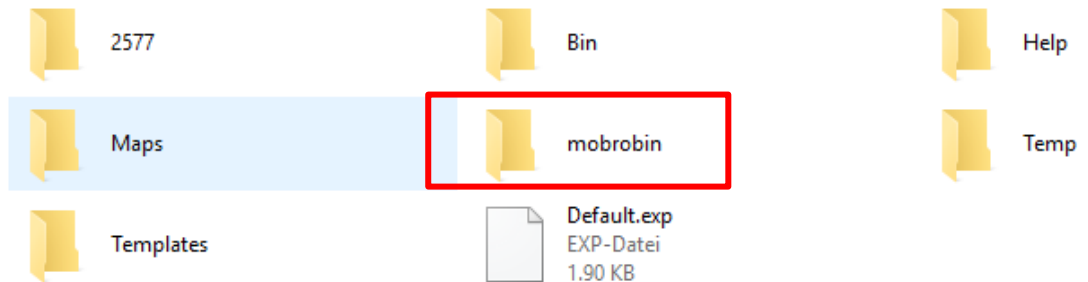 2577
Bin
Help
Maps
mobrobin
Temp
Templates
Default.exp
EXP-Datei
1.90 KB